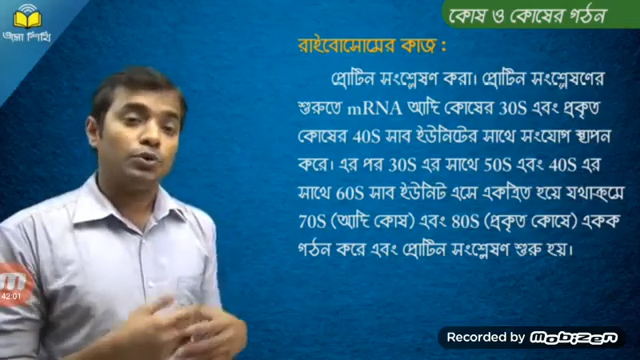 কোষ ও কোষের গঠন
এসো শিখি
রাইবোসোমের কাজ :
প্রোটিন সংশ্লেষণ করা। প্রোটিন সংশ্লেষণের
শুরুতে mRNA আদি কোষের 30S এবং প্রকৃত
কোষের 40S সাব ইউনিটের সাথে সংযোগ স্থাপন
করে। এর পর 30S এর সাথে 50S এবং 40S এর
সাথে 60S সাব ইউনিট এসে একত্রিত হয়ে যথাক্রমে
70S (আদি কোষ) এবং 80S (প্রকৃত কোষে) একক
গঠন করে এবং প্রোটিন সংশ্লেষণ শুরু হয়।
M
42:01
Recorded by mobizen